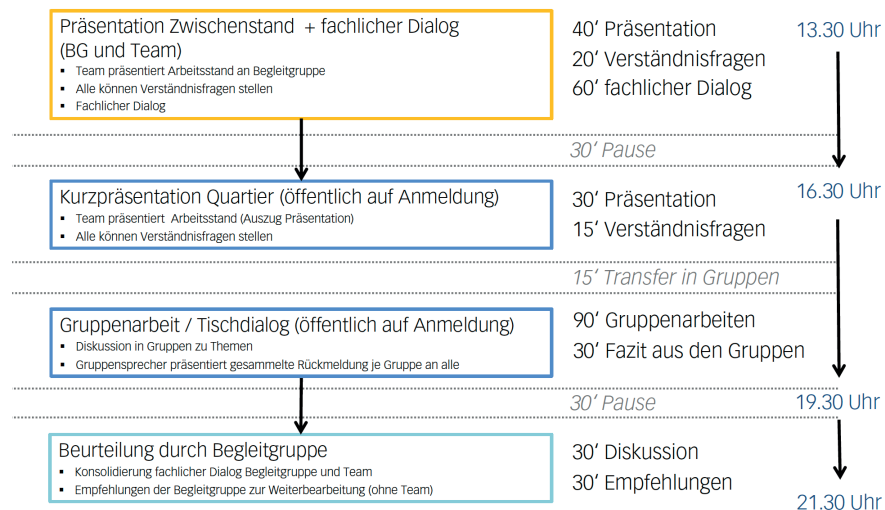 Präsentation Zwischenstand + fachlicher Dialog
(BG und Team)
▪ Team präsentiert Arbeitsstand an Begleitgruppe
▪ Alle können Verständnisfragen stellen
▪ Fachlicher Dialog
40' Präsentation
20' Verständnisfragen
60' fachlicher Dialog
13.30 Uhr
30' Pause
Kurzpräsentation Quartier (öffentlich auf Anmeldung)
▪ Team präsentiert Arbeitsstand (Auszug Präsentation)
▪ Alle können Verständnisfragen stellen
30' Präsentation
15' Verständnisfragen
16.30 Uhr
15' Transfer in Gruppen
Gruppenarbeit / Tischdialog (öffentlich auf Anmeldung)
▪ Diskussion in Gruppen zu Themen
▪ Gruppensprecher präsentiert gesammelte Rückmeldung je Gruppe an alle
90' Gruppenarbeiten
30' Fazit aus den Gruppen
30' Pause
19.30 Uhr
Beurteilung durch Begleitgruppe
▪ Konsolidierung fachlicher Dialog Begleitgruppe und Team
▪ Empfehlungen der Begleitgruppe zur Weiterbearbeitung (ohne Team)
30' Diskussion
30' Empfehlungen
21.30 Uhr